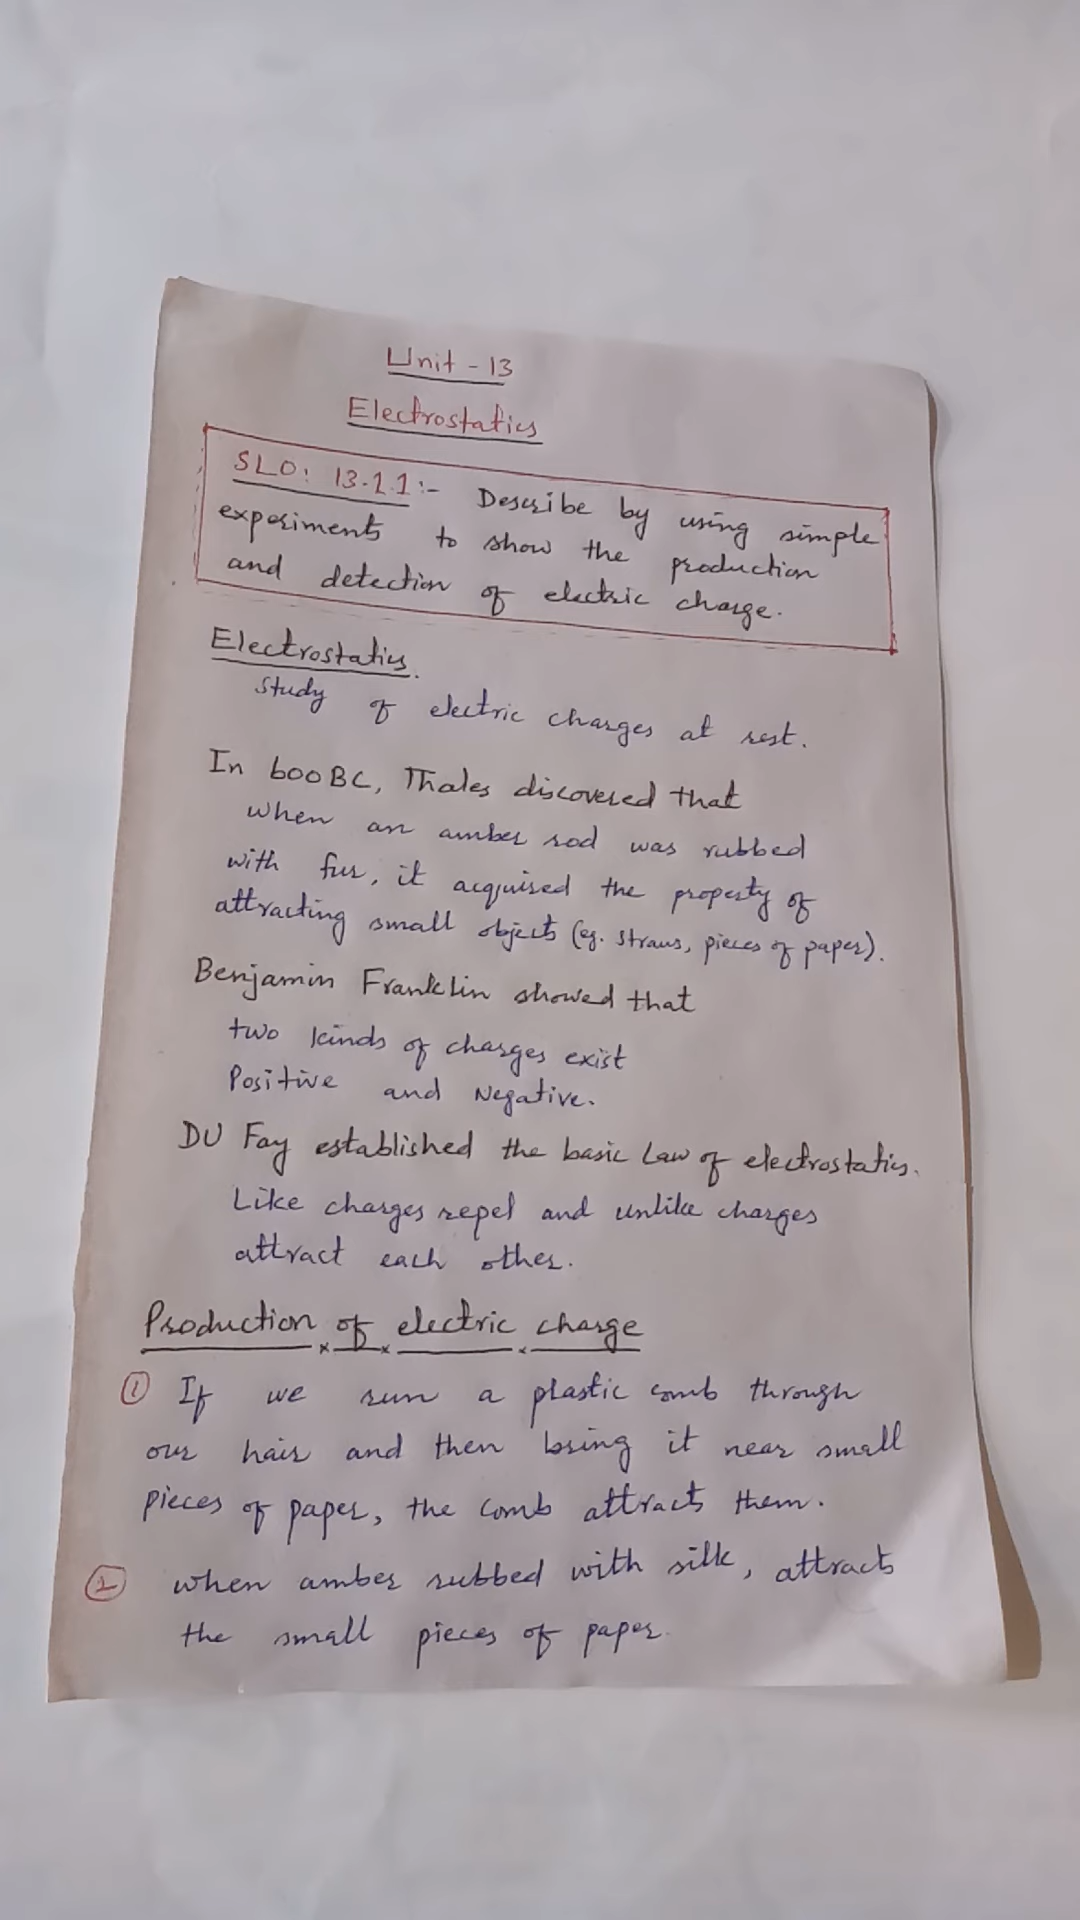 Unit - 13
Electrostatics
SLO: 13.1.1:- Describe by using simple
experiments to show the production
and detection of electric charge.
Electrostatics.
Study of electric charges at rest.
In 600 BC, Thales discovered that
when an amber rod was rubbed
with fur, it acquired the property of
attracting small objects (eg. straws, pieces of paper).
Benjamin Franklin showed that
two kinds of charges exist
Positive and Negative.
DU Fay established the basic Law of electrostatics.
Like charges repel and unlike charges
attract each other.
Production of electric charge
1 If we run a plastic comb through
our hair and then bring it near small
pieces of paper, the comb attracts them.
2 when amber rubbed with silk, attracts
the small pieces of paper.